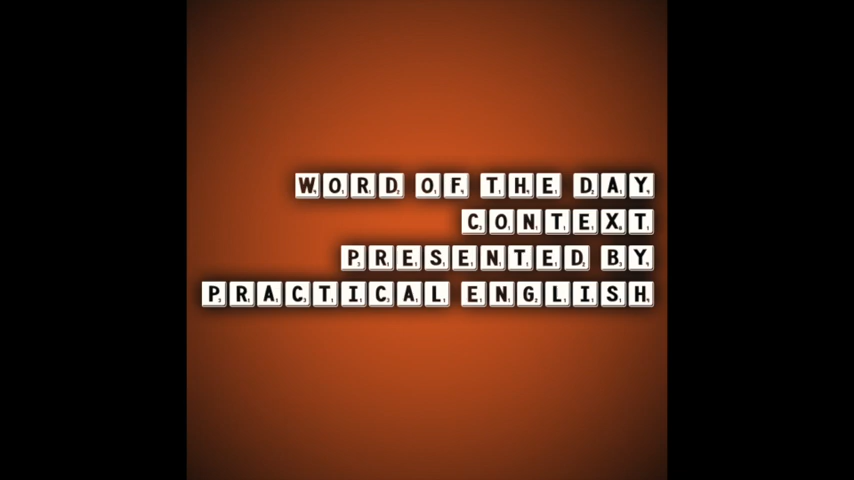 WORD OF THE DAY
CONTEXT
PRESENTED BY
PRACTICAL ENGLISH